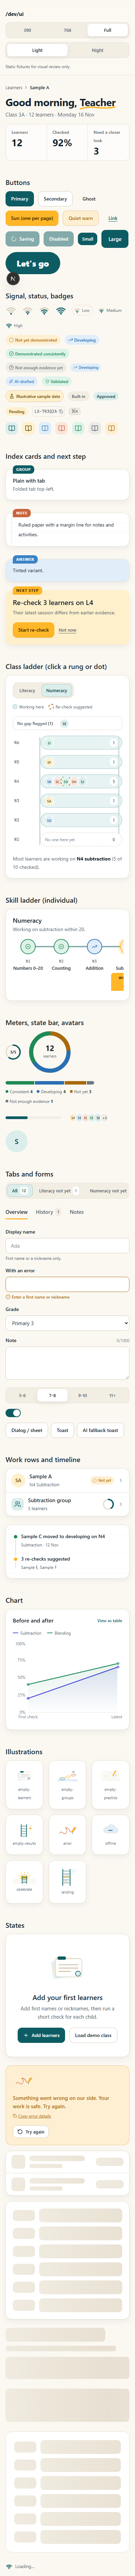 /dev/ui
390
768
Full
Light
Night
Static fixtures for visual review only.
Learners
Sample A
Good morning, Teacher
Class 3A · 12 learners · Monday 16 Nov
Learners
12
Checked
92%
Need a closer look
3
Buttons
Primary
Secondary
Ghost
Sun (one per page)
Quiet warn
Link
Saving
Disabled
Small
Large
Let's go
N
Signal, status, badges
Low
Medium
High
Not yet demonstrated
Developing
Demonstrated consistently
Not enough evidence yet
Developing
AI-drafted
Validated
Illustrative sample data
Built-in
Approved
Pending
Index cards and next step
GROUP
Plain with tab
Folded tab top-left.
NOTE
Ruled paper with a margin line for notes and activities.
ANSWER
Tinted variant.
NEXT STEP
Re-check 3 learners on L4
Their latest session differs from earlier evidence.
Start re-check
Not now
Class ladder (click a rung or dot)
Literacy
Numeracy
Working here
Re-check suggested
No gap flagged (1)
N6
N5
N4
N3
N2
N1
No one here yet
0
Most learners are working on N4 subtraction (5 of 10 checked).
Skill ladder (individual)
Numeracy
Working on subtraction within 20.
N1
Numbers 0–20
N2
Counting
N3
Addition
Sub
Meters, state bar, avatars
3/5
12
learners
Consistent 4
Developing 4
Not yet 3
Not enough evidence 1
S
Tabs and forms
All 12
Literacy not yet
Numeracy not yet
Overview
History 1
Notes
Display name
Ada
First name or a nickname only.
With an error
Enter a first name or nickname
Grade
Primary 3
Note
0/1000
5–6
7–8
9–10
11+
Dialog / sheet
Toast
AI fallback toast
Work rows and timeline
SA
Sample A
N4 Subtraction
Not yet
Subtraction group
5 learners
Sample C moved to developing on N4
Subtraction · 12 Nov
3 re-checks suggested
Sample E, Sample F
Chart
Before and after
View as table
Subtraction
Blending
100%
75%
50%
25%
0%
First check
Latest
Illustrations
empty-learners
empty-groups
empty-practice
empty-results
error
offline
celebrate
landing
States
Add your first learners
Add first names or nicknames, then run a short check for each child.
Add learners
Load demo class
Something went wrong on our side. Your work is safe. Try again.
Copy error details
Try again
Loading…